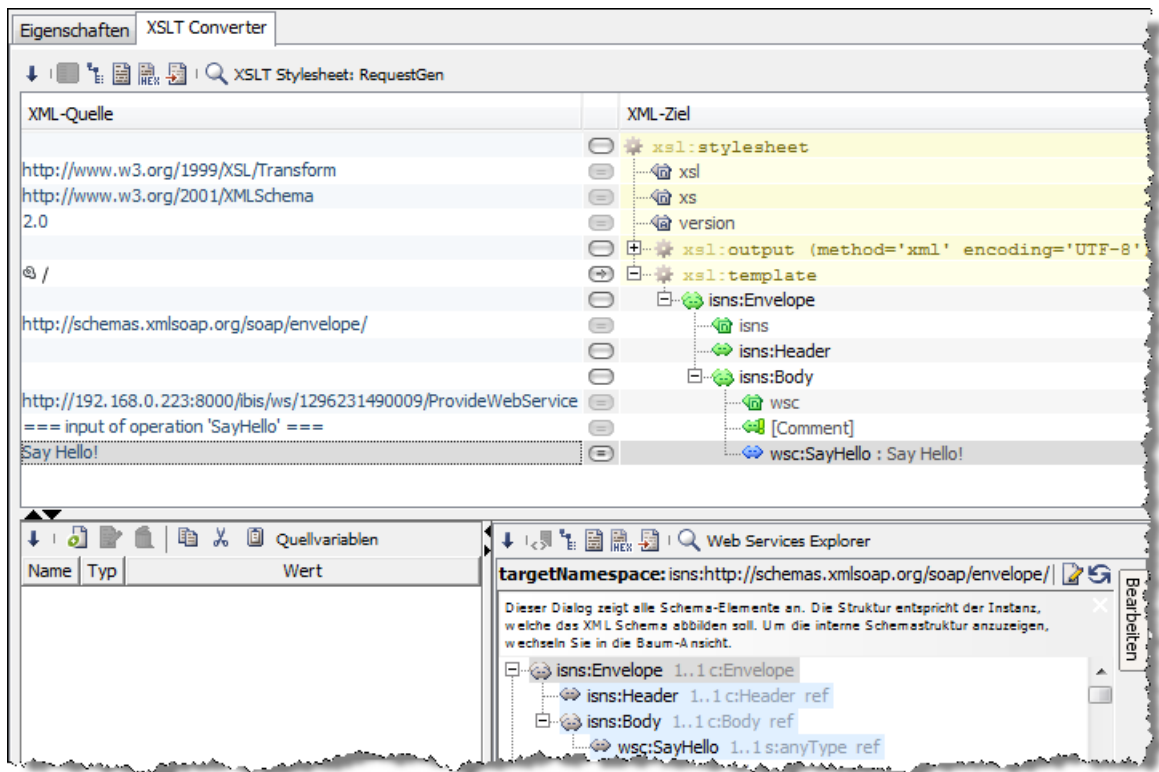 Eigenschaften XSLT Converter
HEX XSLT Stylesheet: RequestGen
XML-Quelle XML-Ziel
xsl:stylesheet
http://www.w3.org/1999/XSL/Transform xsl
http://www.w3.org/2001/XMLSchema xs
2.0 version
xsl:output (method='xml' encoding='UTF-8'
/ xsl:template
isns:Envelope
http://schemas.xmlsoap.org/soap/envelope/ isns
isns:Header
isns:Body
http://192.168.0.223:8000/ibis/ws/1296231490009/ProvideWebService wsc
=== input of operation 'SayHello' === [Comment]
Say Hello! wsc:SayHello : Say Hello!
Quellvariablen
Name Typ Wert
HEX Web Services Explorer
targetNamespace: isns:http://schemas.xmlsoap.org/soap/envelope/
Bearbeiten
Dieser Dialog zeigt alle Schema-Elemente an. Die Struktur entspricht der Instanz,
welche das XML Schema abbilden soll. Um die interne Schemastruktur anzuzeigen,
wechseln Sie in die Baum-Ansicht.
isns:Envelope 1..1 c:Envelope
isns:Header 1..1 c:Header ref
isns:Body 1..1 c:Body ref
wsc:SayHello 1..1 s:anyType ref